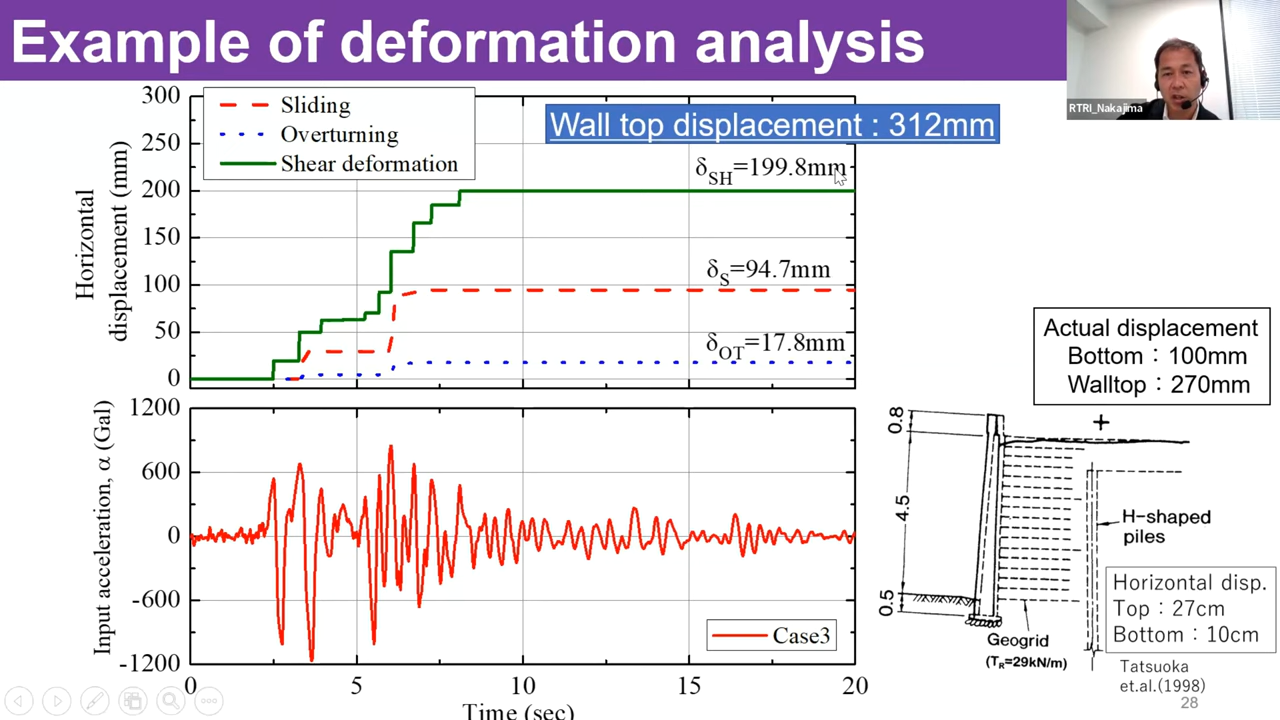 Example of deformation analysis
RTRI_Nakajima
Sliding
Overturning
Shear deformation
Wall top displacement : 312mm
δSH=199.8mm
δS=94.7mm
δOT=17.8mm
Horizontal
displacement (mm)
300
250
200
150
100
50
0
Input acceleration, α (Gal)
1200
600
0
-600
-1200
Case3
0
5
10
15
20
Time (sec)
Actual displacement
Bottom：100mm
Walltop：270mm
+
0.8
4.5
0.5
H-shaped
piles
Geogrid
(TR=29kN/m)
Horizontal disp.
Top：27cm
Bottom：10cm
Tatsuoka
et.al.(1998)
28